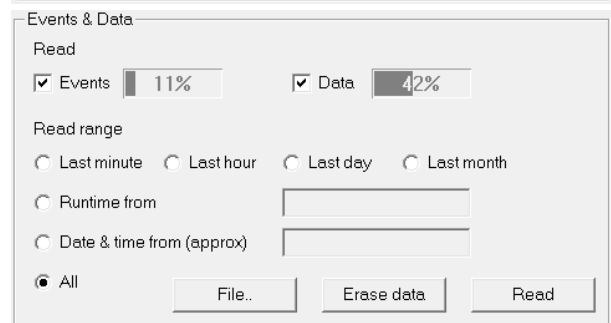 Events & Data
Read
Events 11% Data 42%
Read range
Last minute Last hour Last day Last month
Runtime from
Date & time from (approx)
All File.. Erase data Read